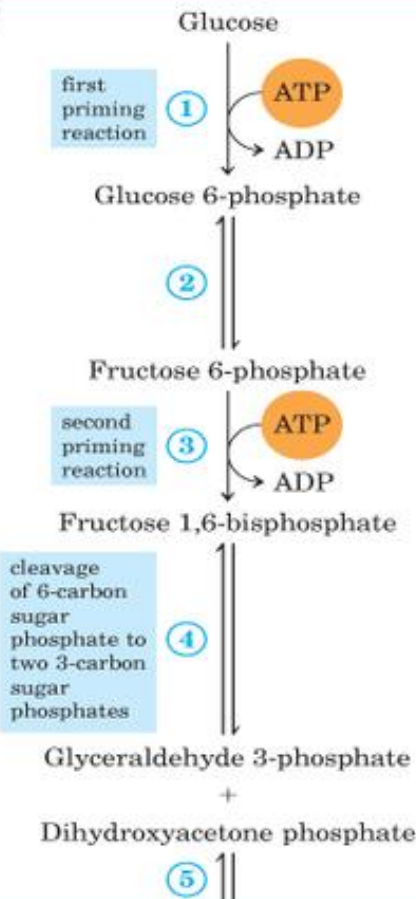 Glucose
first
priming
reaction
1
ATP
ADP
Glucose 6-phosphate
2
Fructose 6-phosphate
second
priming
reaction
3
ATP
ADP
Fructose 1,6-bisphosphate
cleavage
of 6-carbon
sugar
phosphate to
two 3-carbon
sugar
phosphates
4
Glyceraldehyde 3-phosphate
+
Dihydroxyacetone phosphate
5